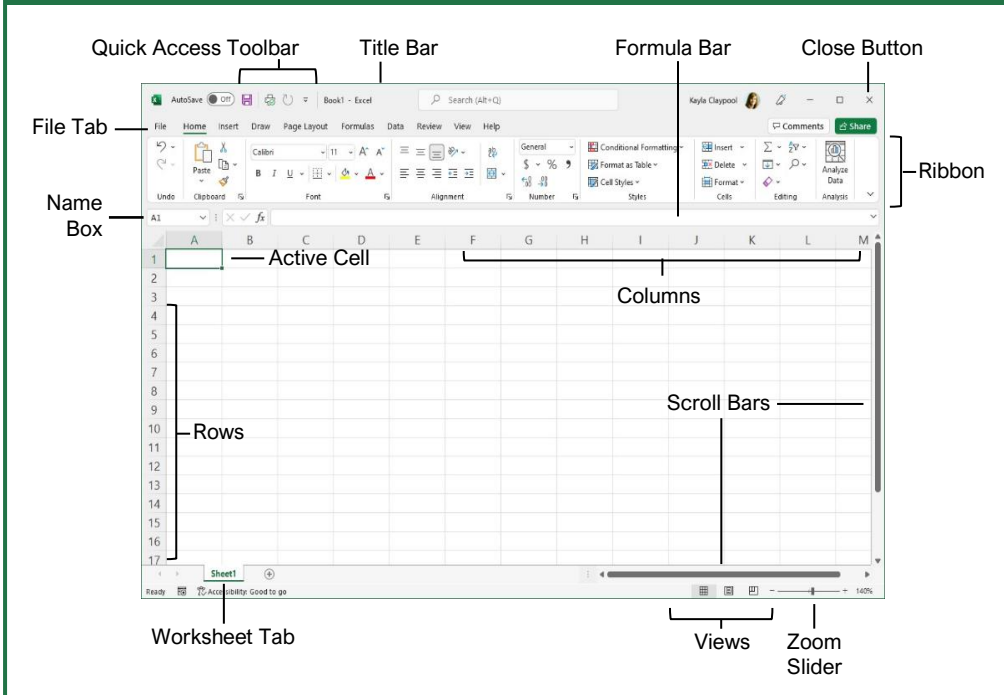 Quick Access Toolbar Title Bar Formula Bar Close Button
AutoSave Off Book1 - Excel Search (Alt+Q) Kayla Claypool
File Tab
File Home Insert Draw Page Layout Formulas Data Review View Help Comments Share
Calibri 11 A^ A˅ General Conditional Formatting Insert Σ
Paste B I U A $ % 9 Format as Table Delete Analyze
Cell Styles Format Data
Undo Clipboard Font Alignment Number Styles Cells Editing Analysis
Ribbon
Name
Box
A1 fx
A B C D E F G H I J K L M
1 Active Cell
2
3 Columns
4
5
6
7
8
9 Scroll Bars
10 Rows
11
12
13
14
15
16
17
Sheet1
Ready Accessibility: Good to go 140%
Worksheet Tab Views Zoom
Slider